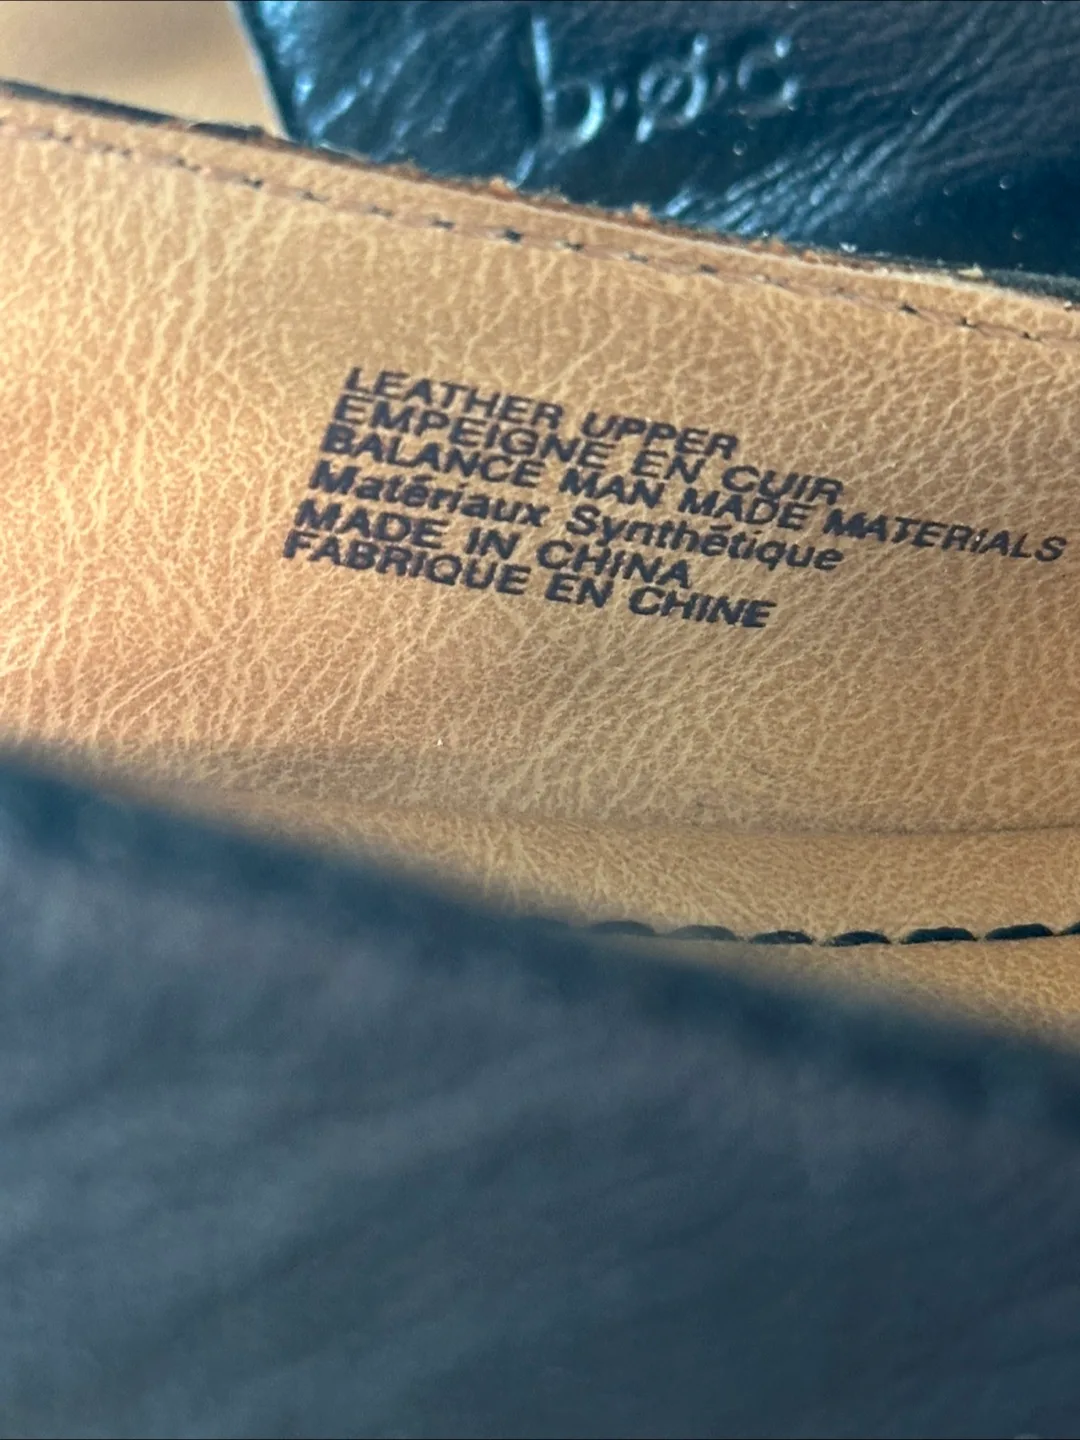 b.ø.c
LEATHER UPPER
EMPEIGNE EN CUIR
BALANCE MAN MADE MATERIALS
Matériaux Synthétique
MADE IN CHINA
FABRIQUE EN CHINE